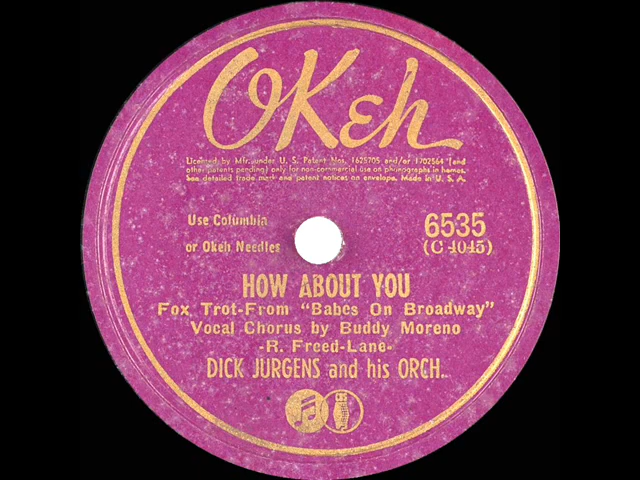 OKeh
Licensed by Mfr. under U. S. Patent Nos. 1625705 and/or 1702564 (and
other patents pending) only for non-commercial use on phonographs in homes.
See detailed trade mark and patent notices on envelope. Made in U. S. A.
Use Columbia
or Okeh Needles
6535
(C 4045)
HOW ABOUT YOU
Fox Trot-From "Babes On Broadway"
Vocal Chorus by Buddy Moreno
-R. Freed-Lane-
DICK JURGENS and his ORCH.
CBS